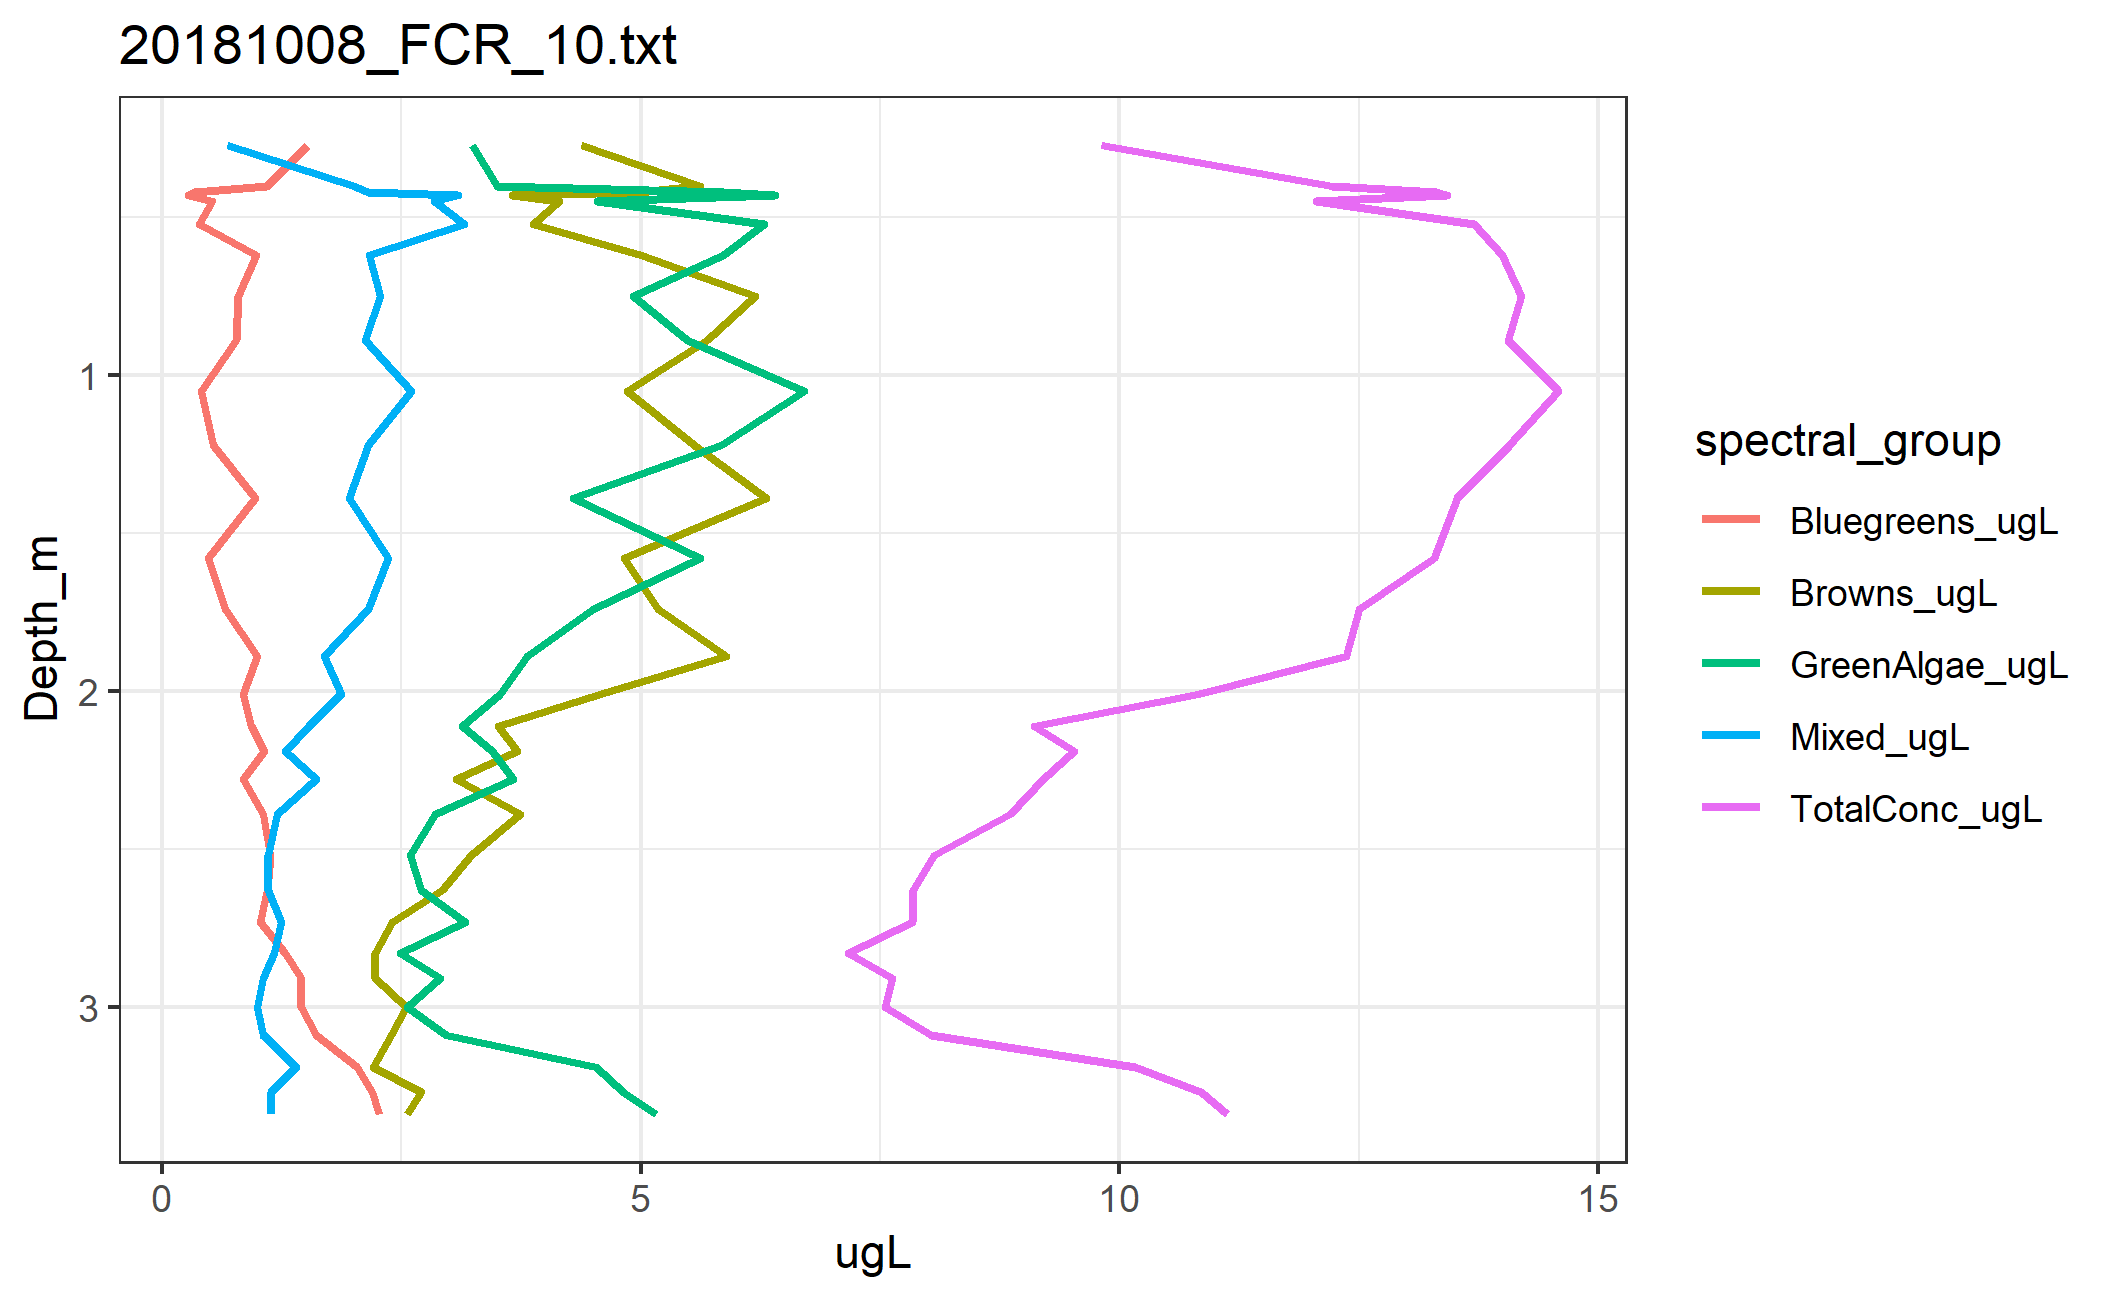 20181008_FCR_10.txt
Depth_m
1
2
3
0 5 10 15
ugL
spectral_group
Bluegreens_ugL
Browns_ugL
GreenAlgae_ugL
Mixed_ugL
TotalConc_ugL